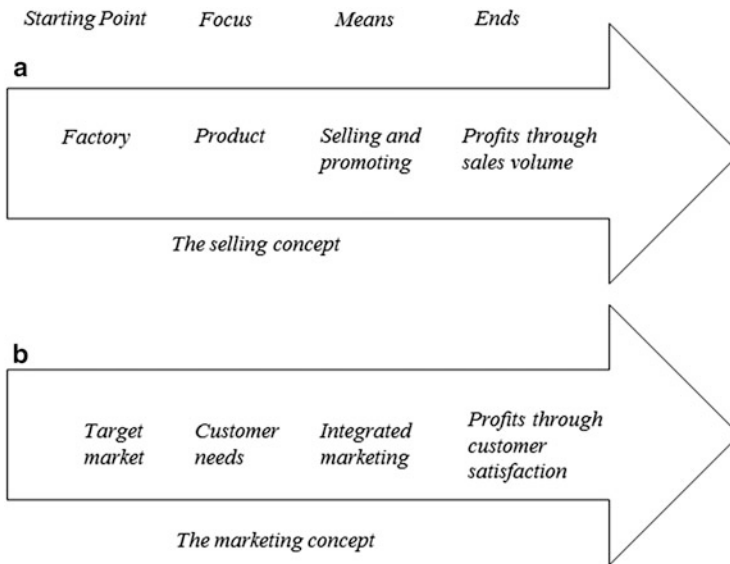 Starting Point Focus Means Ends
a
Factory Product Selling and Profits through
promoting sales volume
The selling concept
b
Target Customer Integrated Profits through
market needs marketing customer
satisfaction
The marketing concept